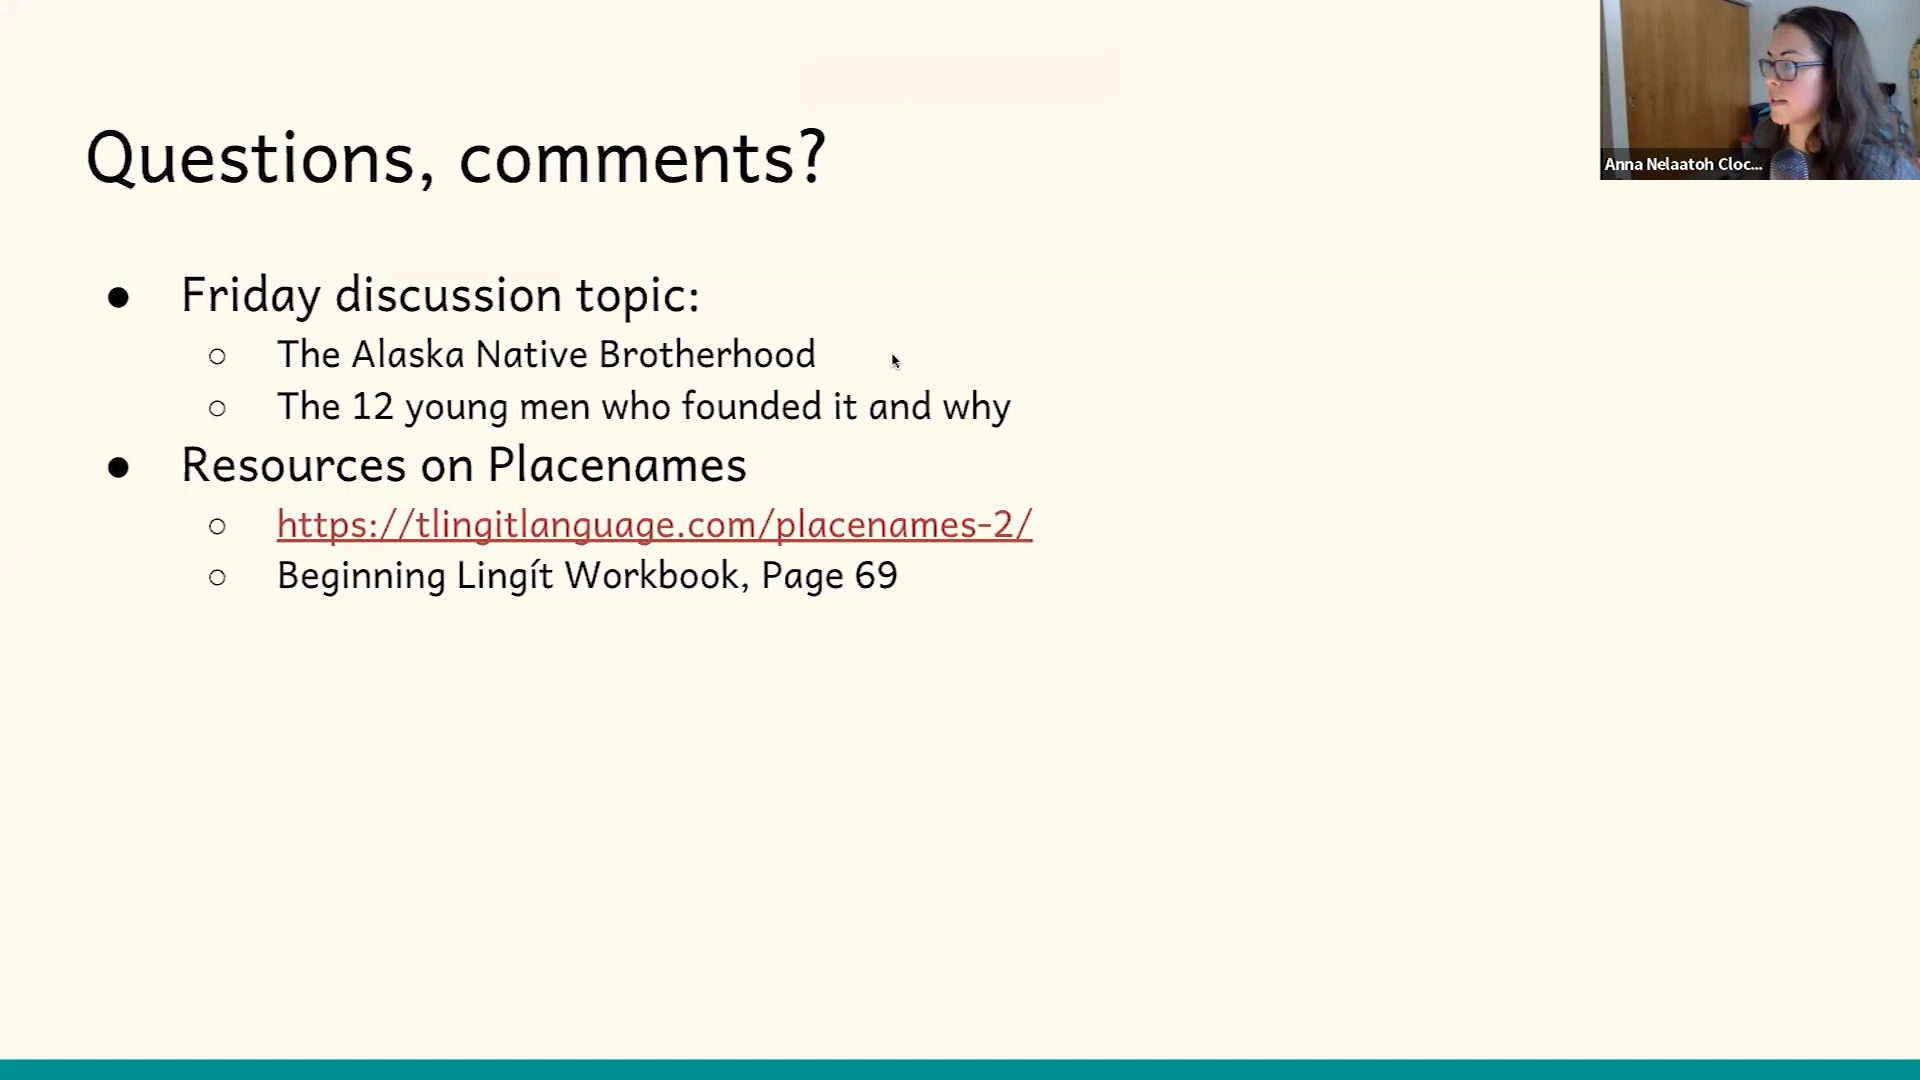 Questions, comments?
● Friday discussion topic:
○ The Alaska Native Brotherhood
○ The 12 young men who founded it and why
● Resources on Placenames
○ https://tlingitlanguage.com/placenames-2/
○ Beginning Lingít Workbook, Page 69
Anna Nelaatoh Cloc...